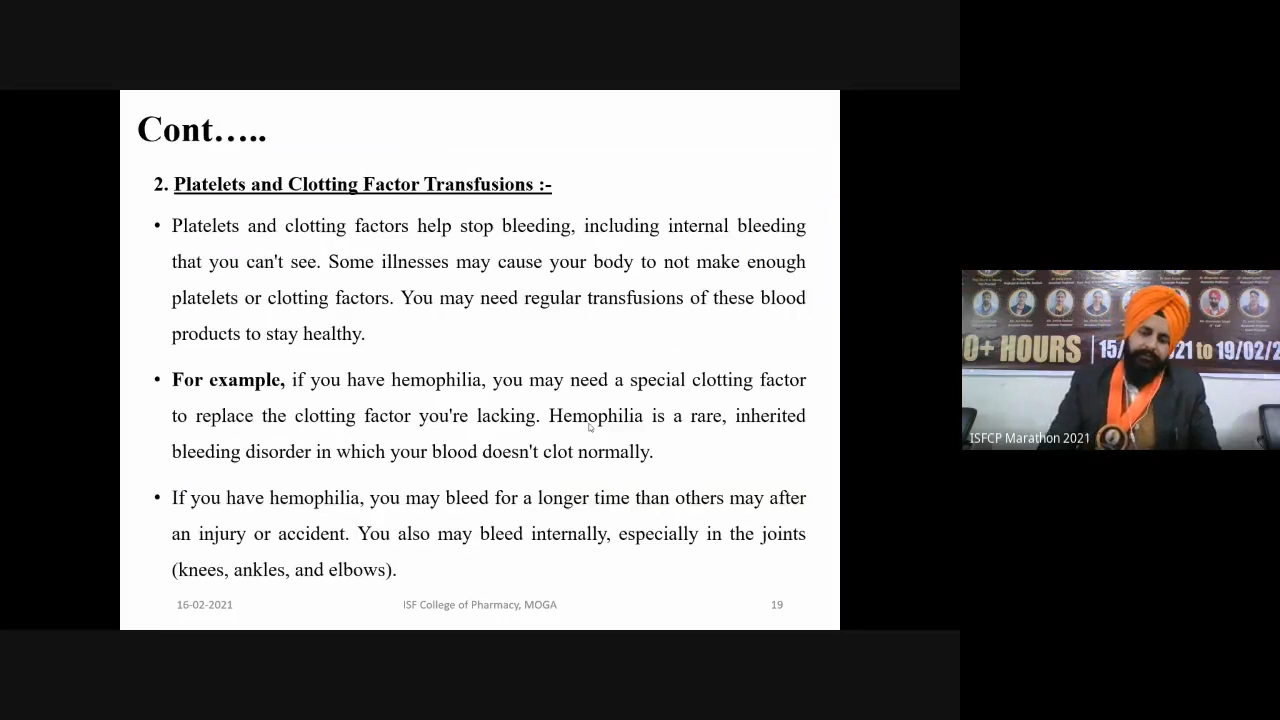 Cont…..
2. Platelets and Clotting Factor Transfusions :-
• Platelets and clotting factors help stop bleeding, including internal bleeding
that you can't see. Some illnesses may cause your body to not make enough
platelets or clotting factors. You may need regular transfusions of these blood
products to stay healthy.
• For example, if you have hemophilia, you may need a special clotting factor
to replace the clotting factor you're lacking. Hemophilia is a rare, inherited
bleeding disorder in which your blood doesn't clot normally.
• If you have hemophilia, you may bleed for a longer time than others may after
an injury or accident. You also may bleed internally, especially in the joints
(knees, ankles, and elbows).
16-02-2021 ISF College of Pharmacy, MOGA 19
0+ HOURS 15/ 21 to 19/02/2
ISFCP Marathon 2021